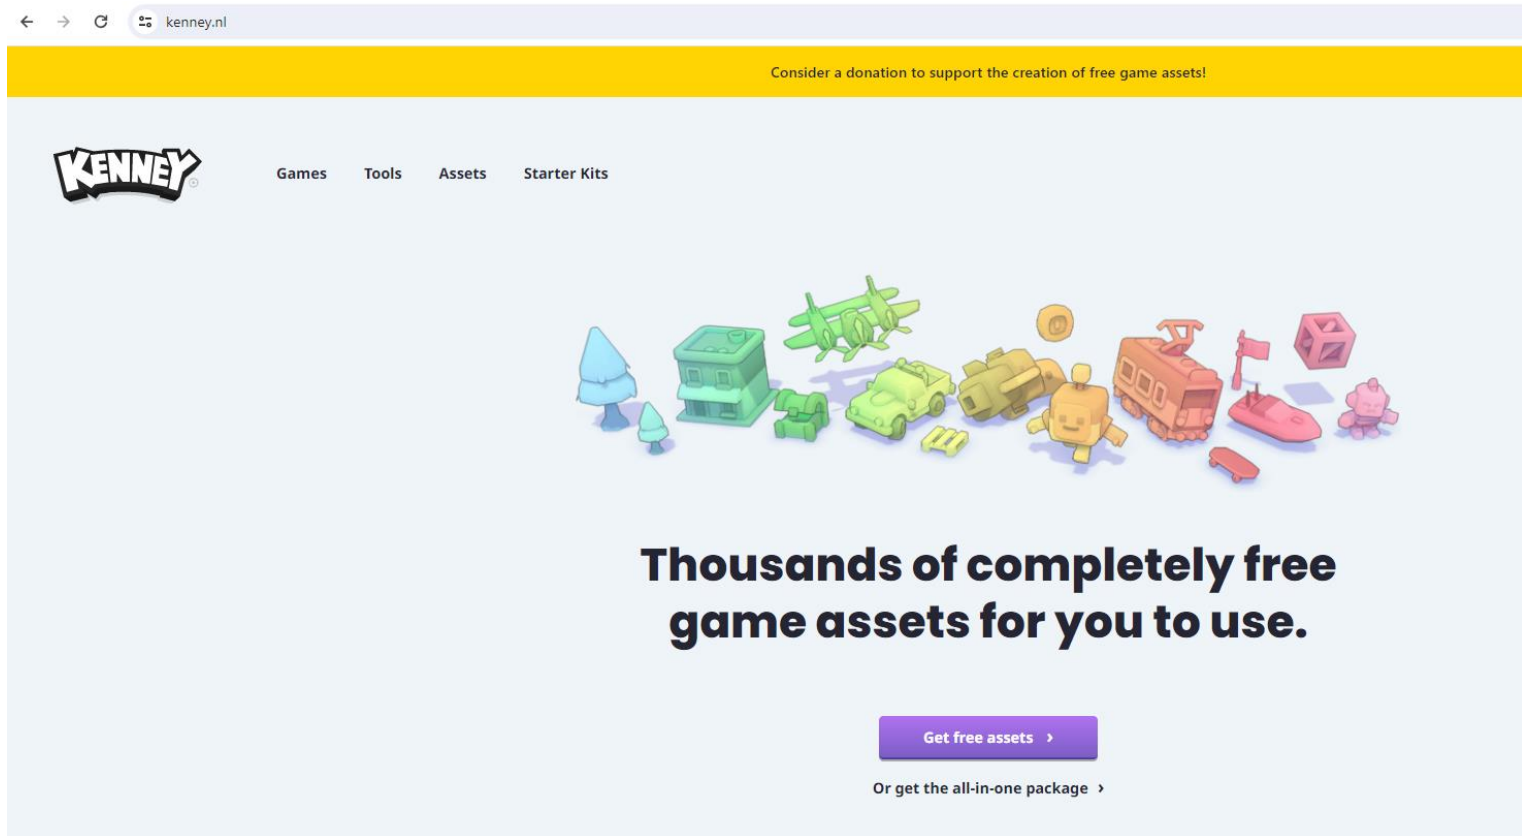 kenney.nl
Consider a donation to support the creation of free game assets!
KENNEY
Games Tools Assets Starter Kits
Thousands of completely free
game assets for you to use.
Get free assets ›
Or get the all-in-one package ›